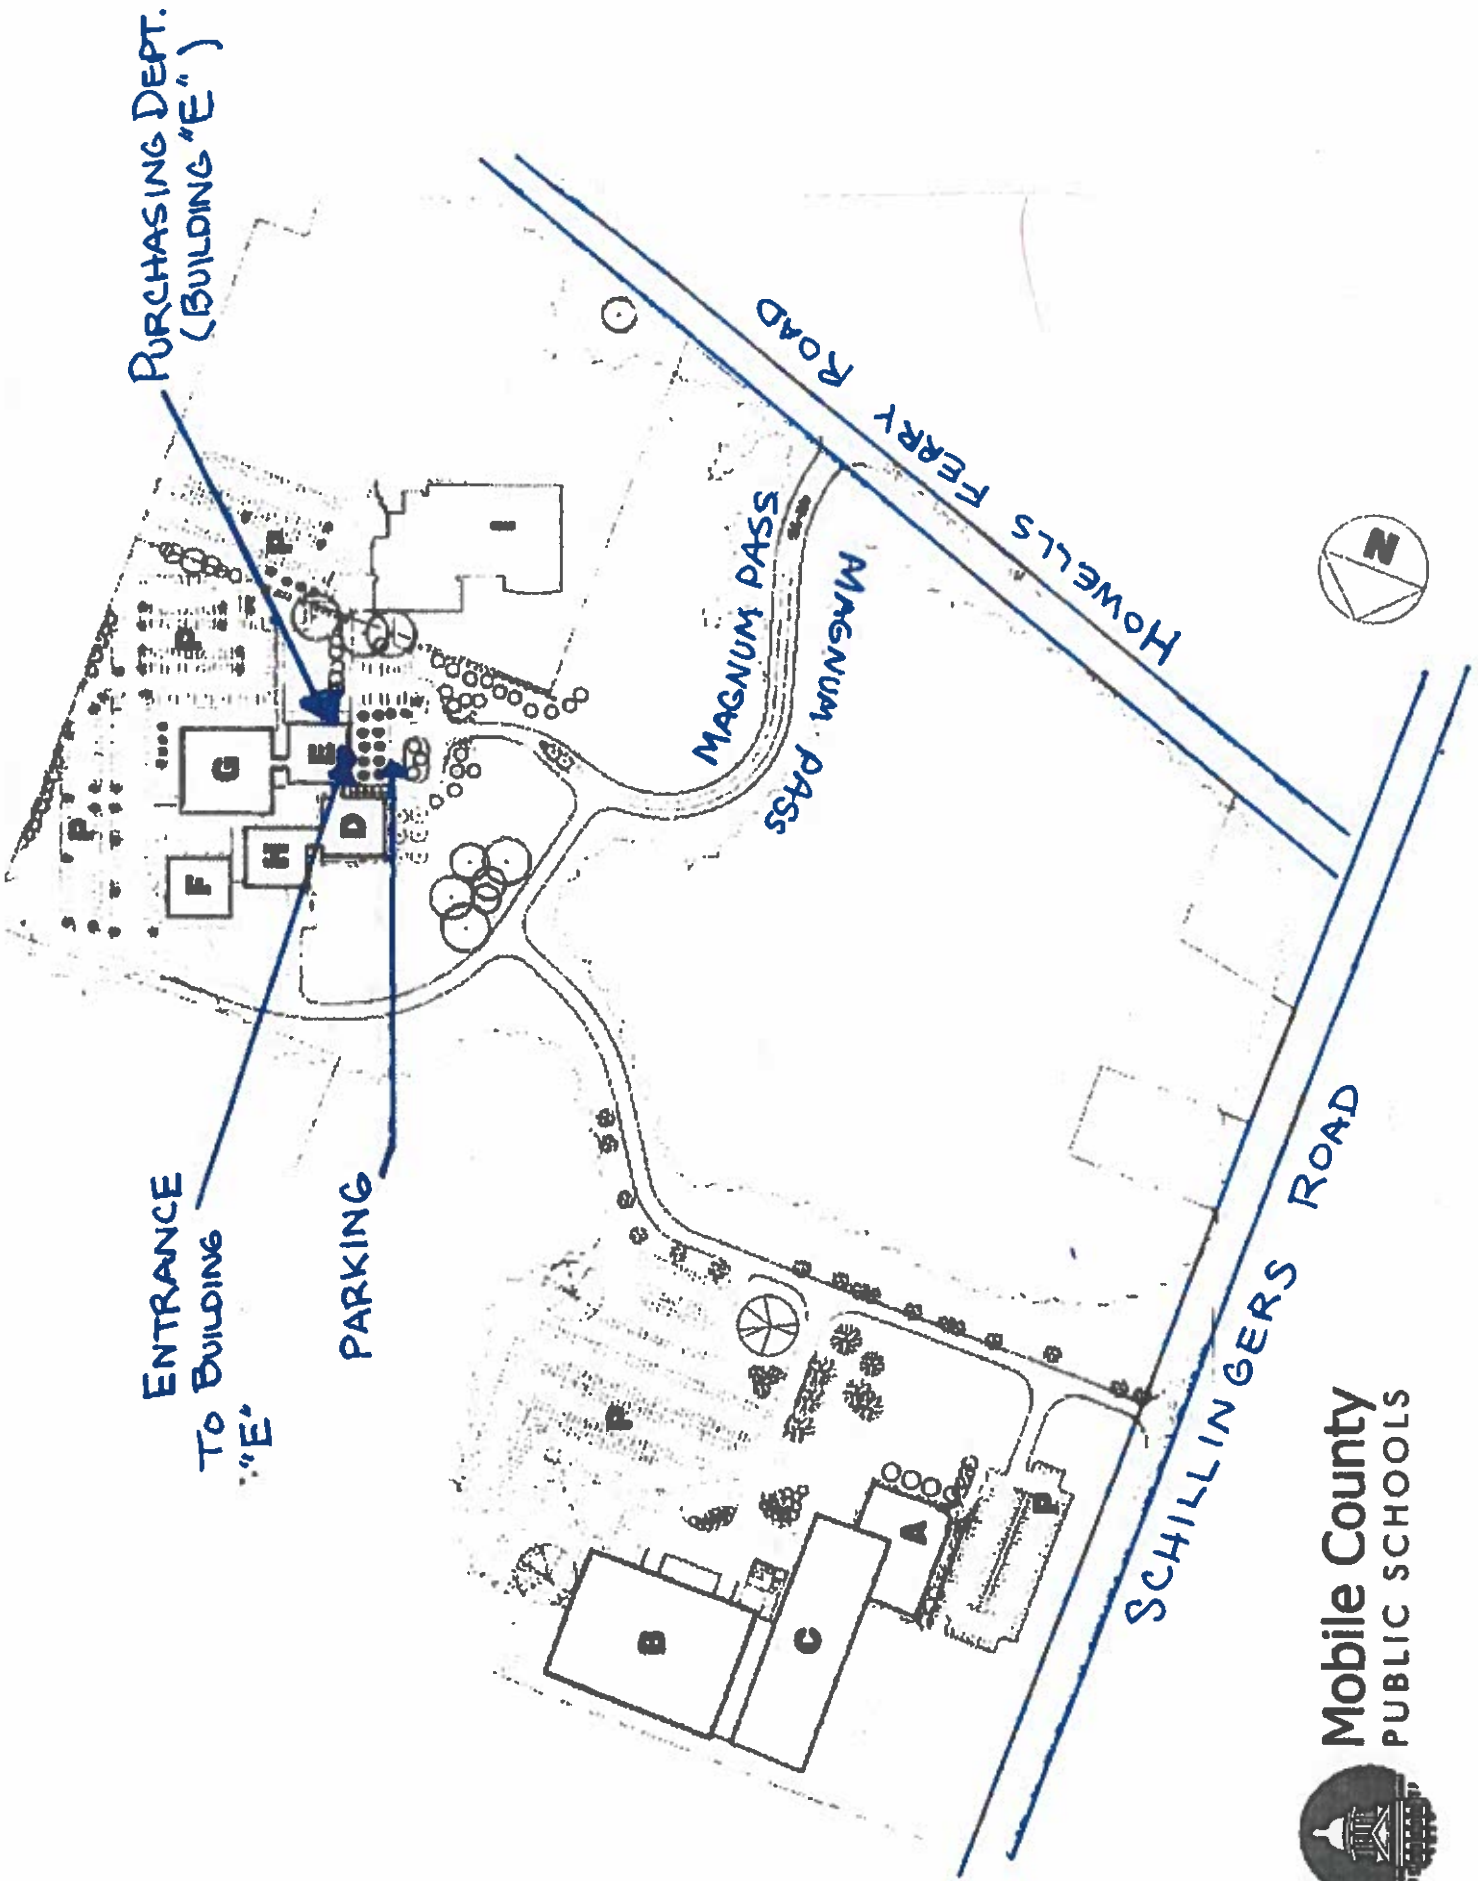 PURCHASING DEPT.
(BUILDING "E")
ENTRANCE
TO BUILDING
"E"
PARKING
P
P
P
F
G
H
E
D
I
MAGNUM PASS
MAGNUM PASS
HOWELLS FERRY ROAD
N
P
B
C
A
P
SCHILLINGERS ROAD
Mobile County
PUBLIC SCHOOLS